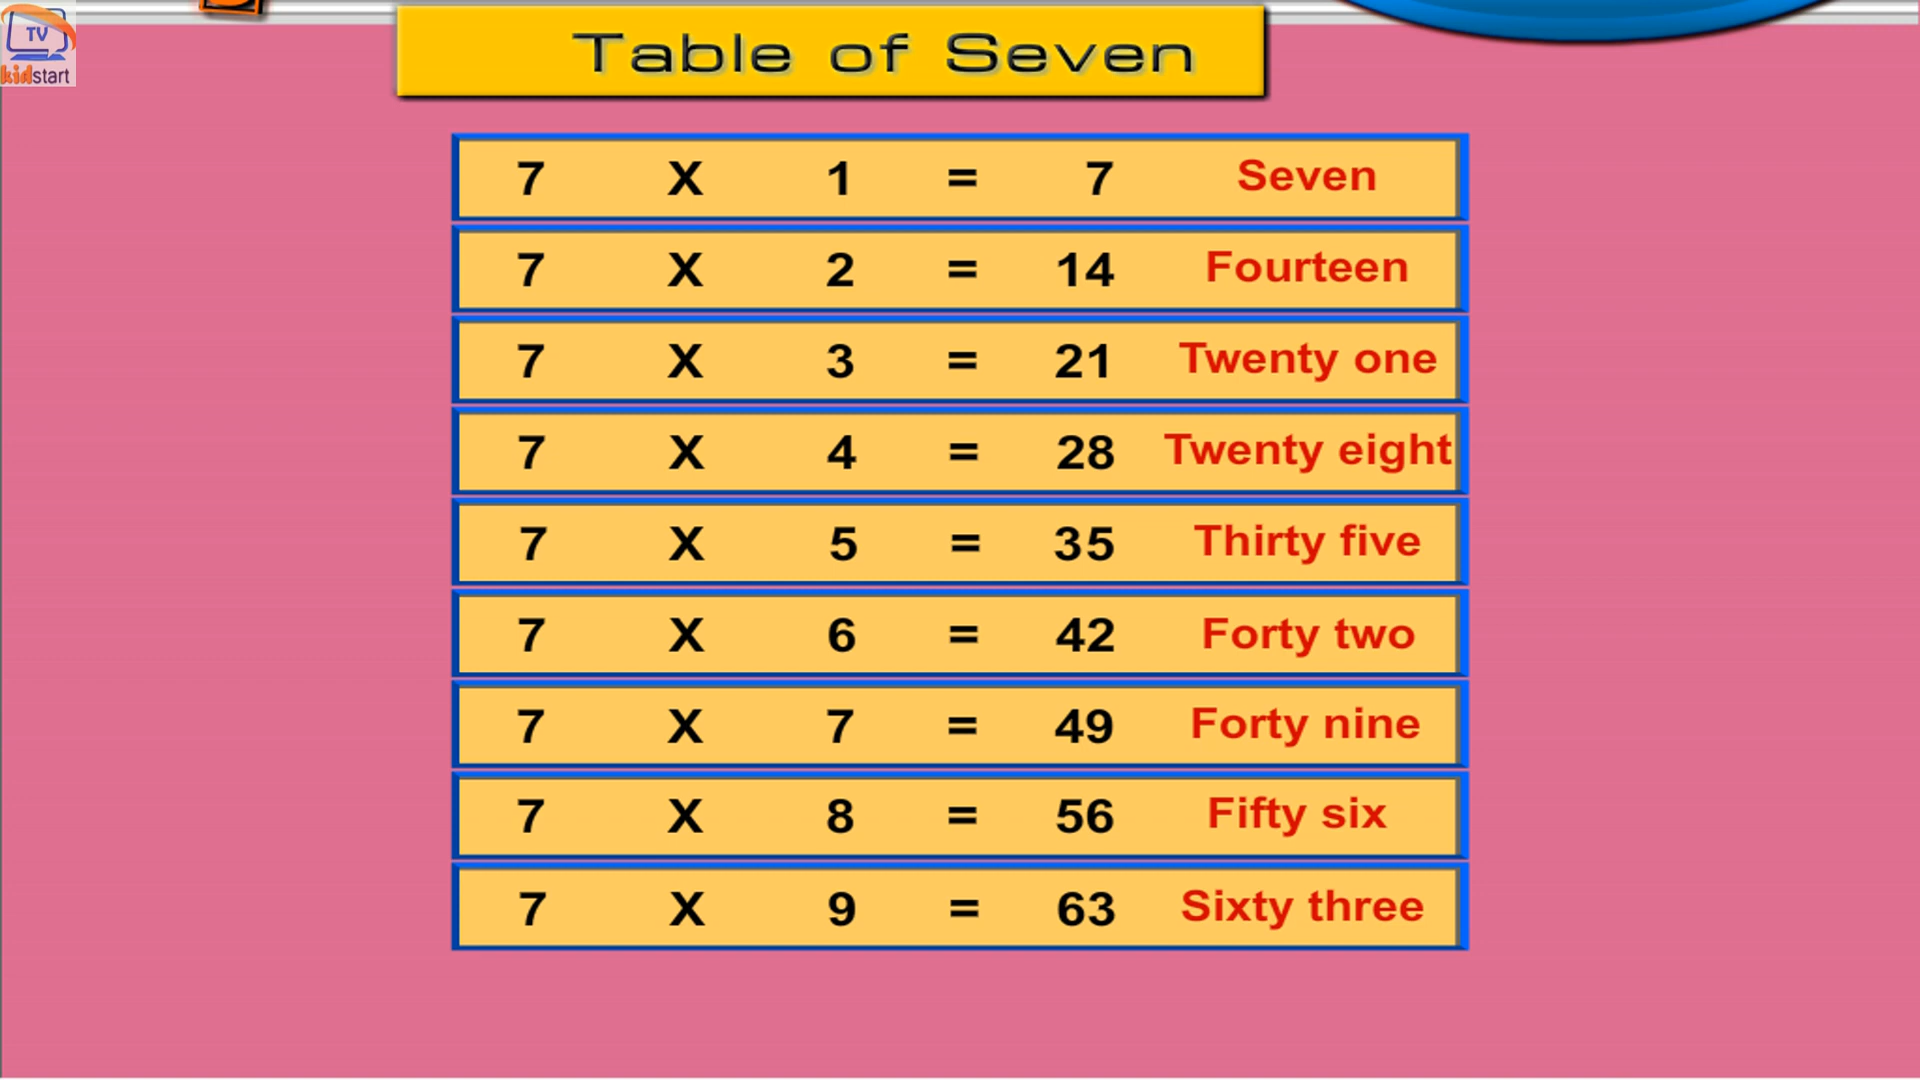 TV
kidstart
Table of Seven
7 X 1 = 7 Seven
7 X 2 = 14 Fourteen
7 X 3 = 21 Twenty one
7 X 4 = 28 Twenty eight
7 X 5 = 35 Thirty five
7 X 6 = 42 Forty two
7 X 7 = 49 Forty nine
7 X 8 = 56 Fifty six
7 X 9 = 63 Sixty three